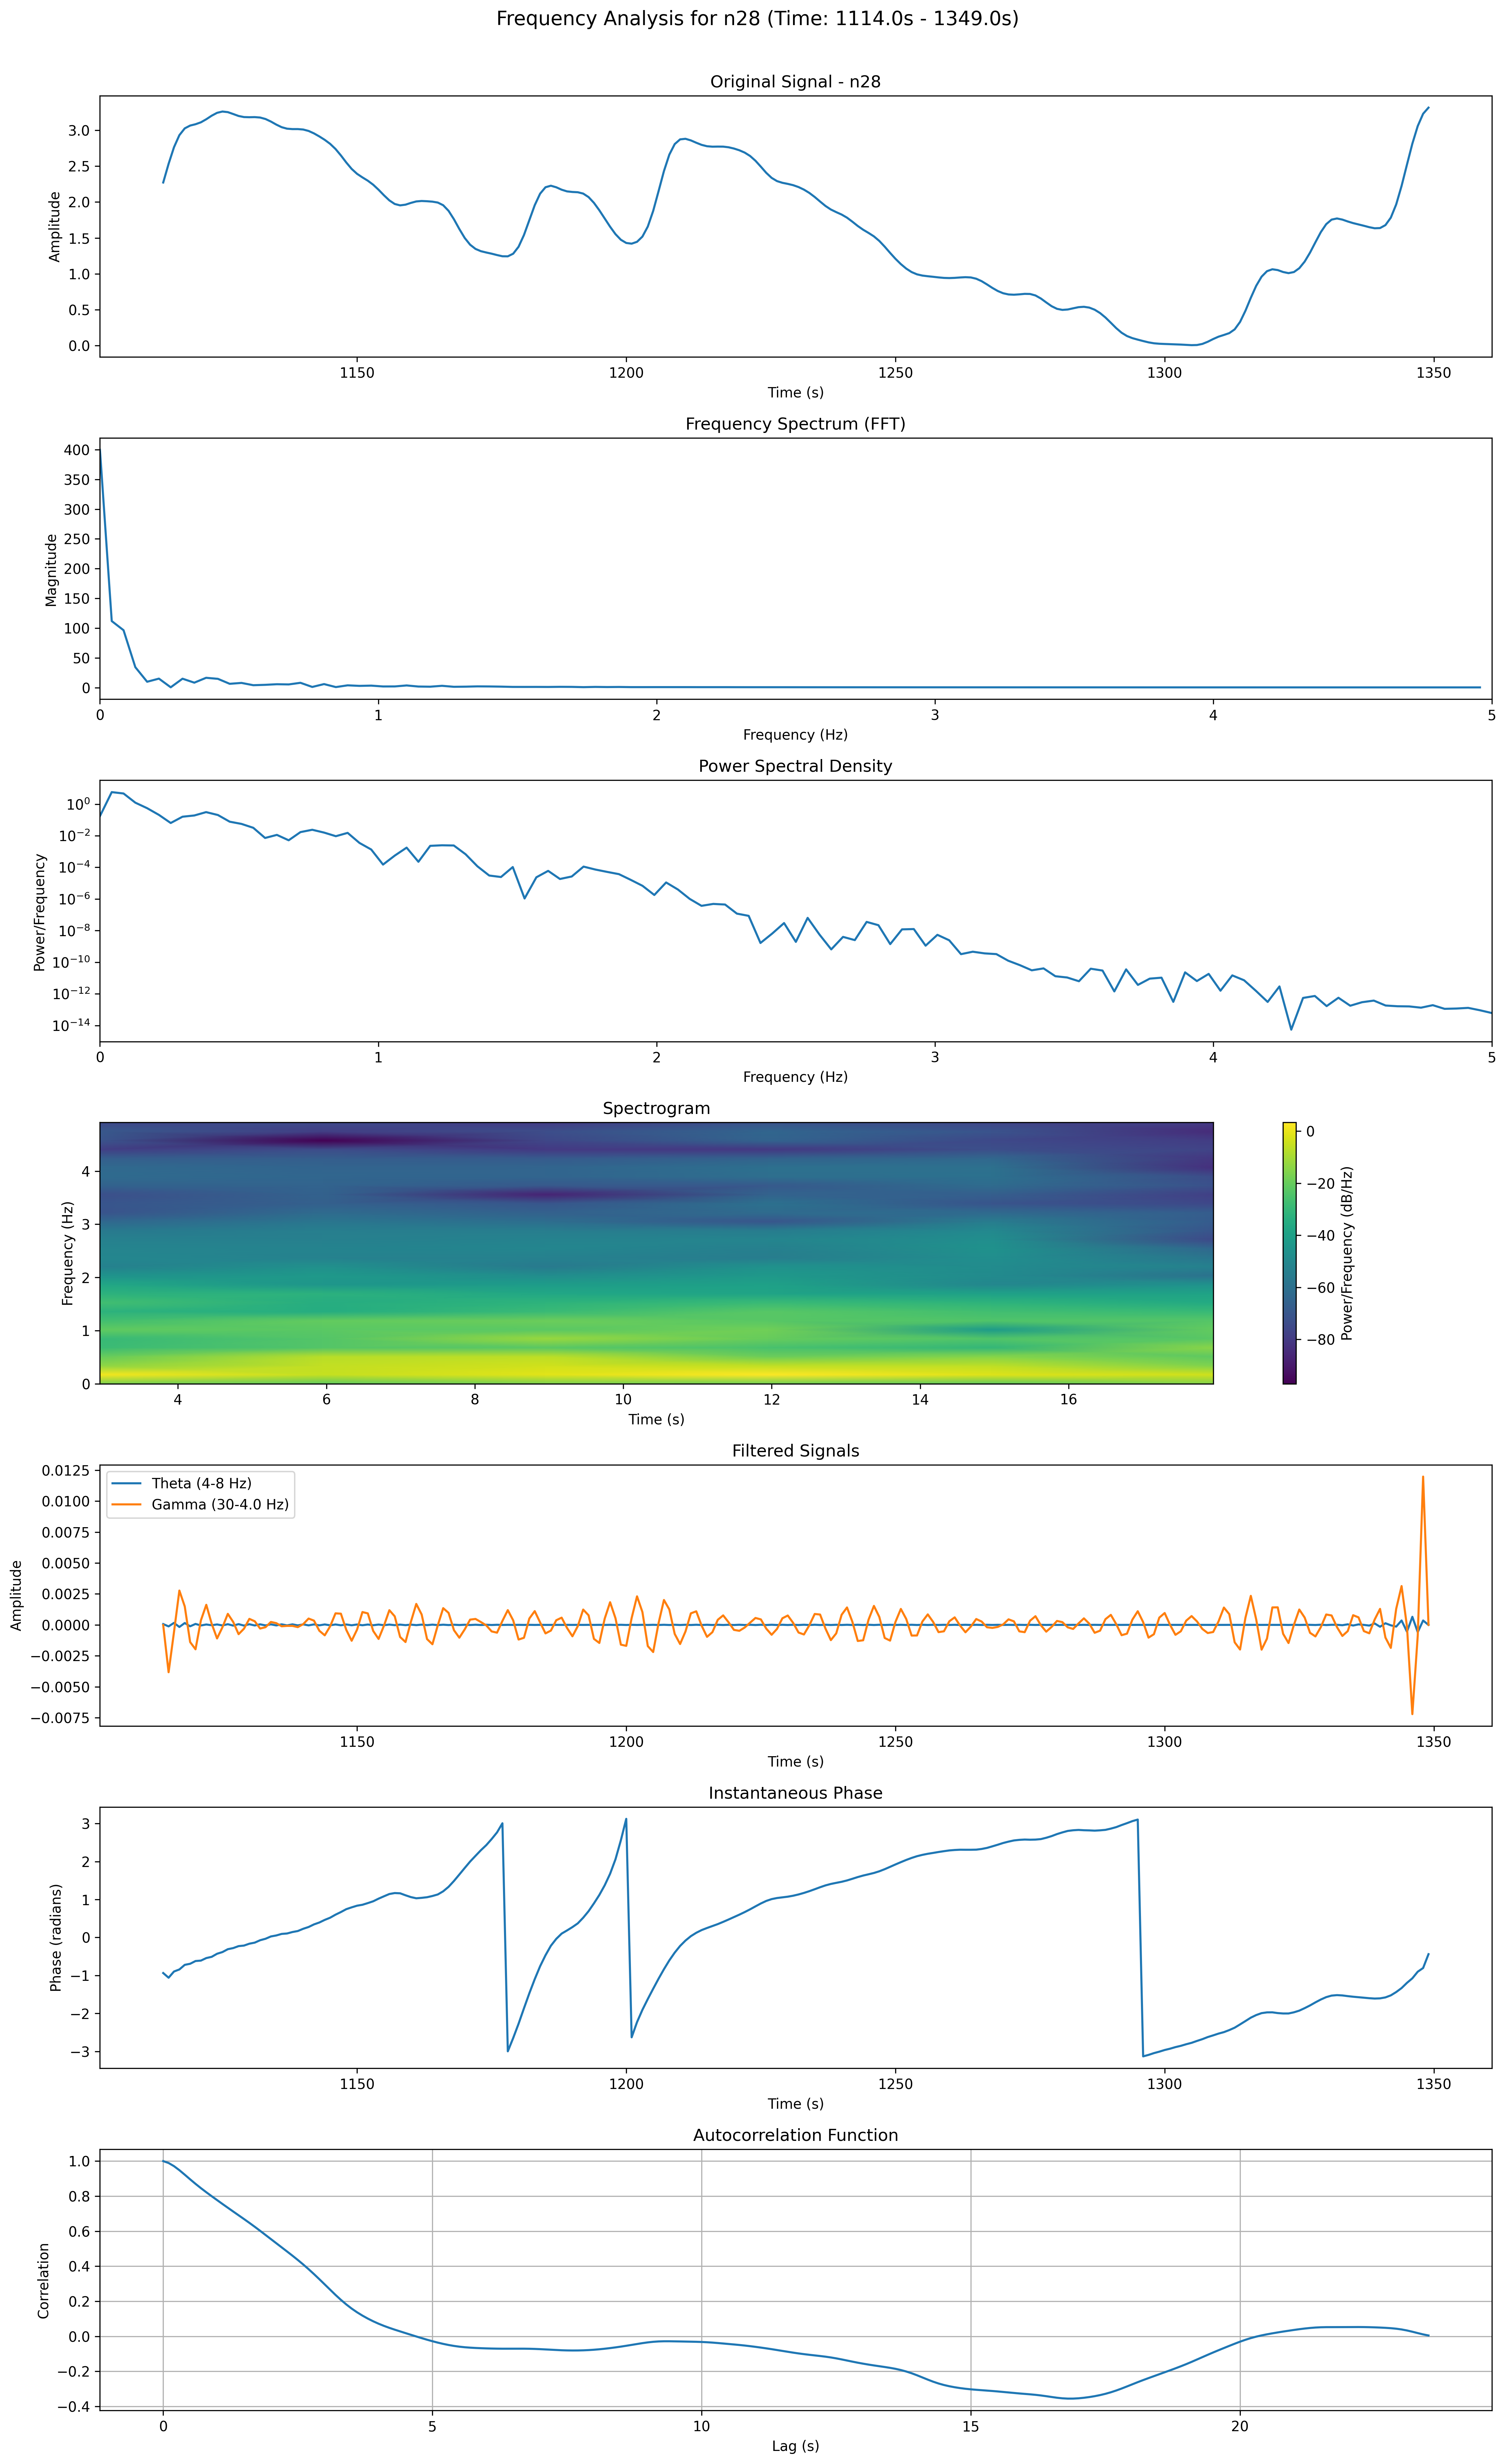 Frequency Analysis for n28 (Time: 1114.0s - 1349.0s)
Original Signal - n28
Amplitude
3.0
2.5
2.0
1.5
1.0
0.5
0.0
1150 1200 1250 1300 1350
Time (s)
Frequency Spectrum (FFT)
Magnitude
400
350
300
250
200
150
100
50
0
0 1 2 3 4 5
Frequency (Hz)
Power Spectral Density
Power/Frequency
10⁰
10⁻²
10⁻⁴
10⁻⁶
10⁻⁸
10⁻¹⁰
10⁻¹²
10⁻¹⁴
0 1 2 3 4 5
Frequency (Hz)
Spectrogram
Frequency (Hz)
4
3
2
1
0
4 6 8 10 12 14 16
Time (s)
0
−20
−40
−60
−80
Power/Frequency (dB/Hz)
Filtered Signals
Theta (4-8 Hz)
Gamma (30-4.0 Hz)
Amplitude
0.0125
0.0100
0.0075
0.0050
0.0025
0.0000
−0.0025
−0.0050
−0.0075
1150 1200 1250 1300 1350
Time (s)
Instantaneous Phase
Phase (radians)
3
2
1
0
−1
−2
−3
1150 1200 1250 1300 1350
Time (s)
Autocorrelation Function
Correlation
1.0
0.8
0.6
0.4
0.2
0.0
−0.2
−0.4
0 5 10 15 20
Lag (s)